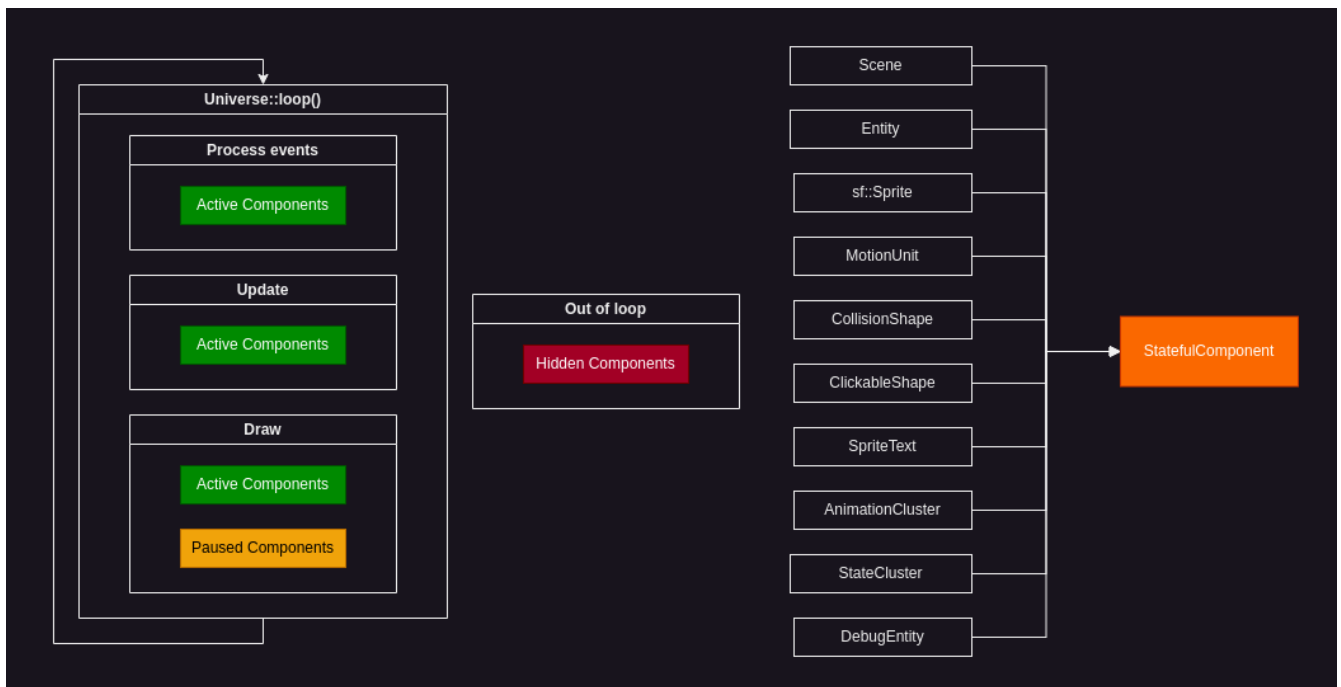 Universe::loop()
Process events
Active Components
Update
Active Components
Draw
Active Components
Paused Components
Out of loop
Hidden Components
Scene
Entity
sf::Sprite
MotionUnit
CollisionShape
ClickableShape
SpriteText
AnimationCluster
StateCluster
DebugEntity
StatefulComponent